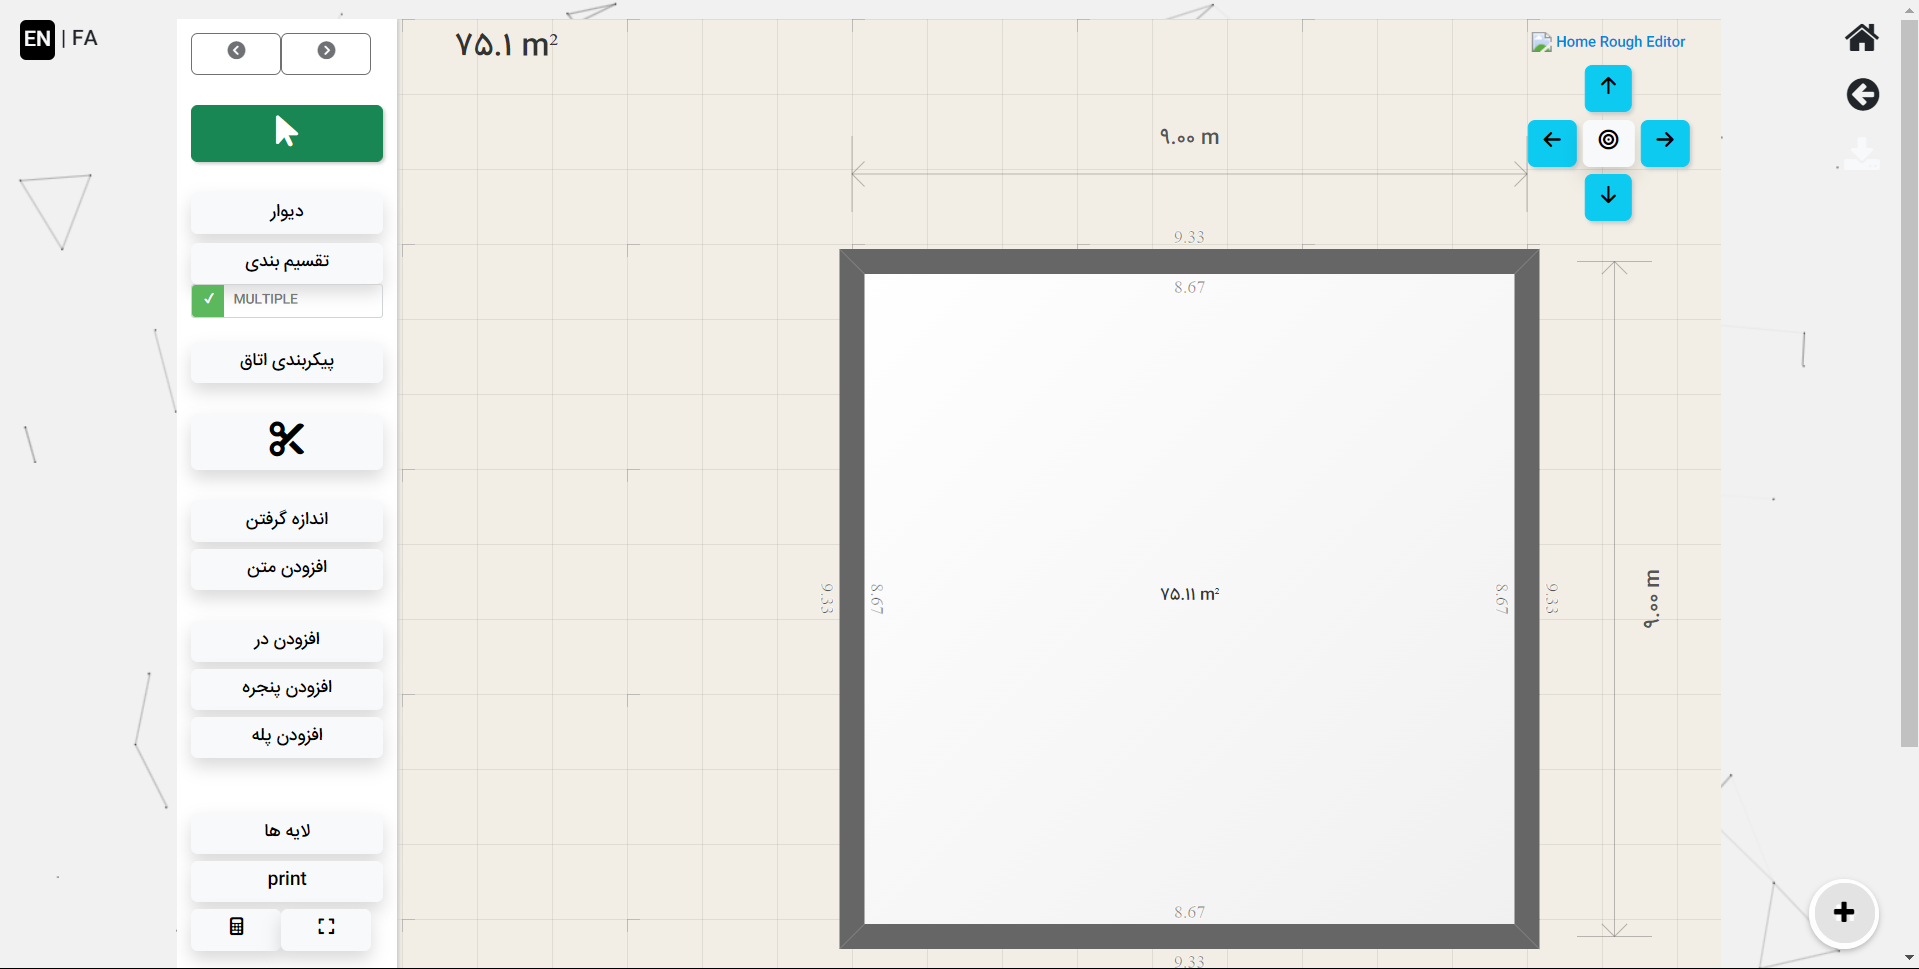 EN | FA
۷۵.۱ m²
Home Rough Editor
۹.۰۰ m
دیوار
تقسیم بندی
MULTIPLE
پیکربندی اتاق
اندازه گرفتن
افزودن متن
افزودن در
افزودن پنجره
افزودن پله
لایه ها
print
9.33
8.67
9.33
8.67
۷۵.۱۱ m²
8.67
9.33
۹.۰۰ m
8.67
9.33